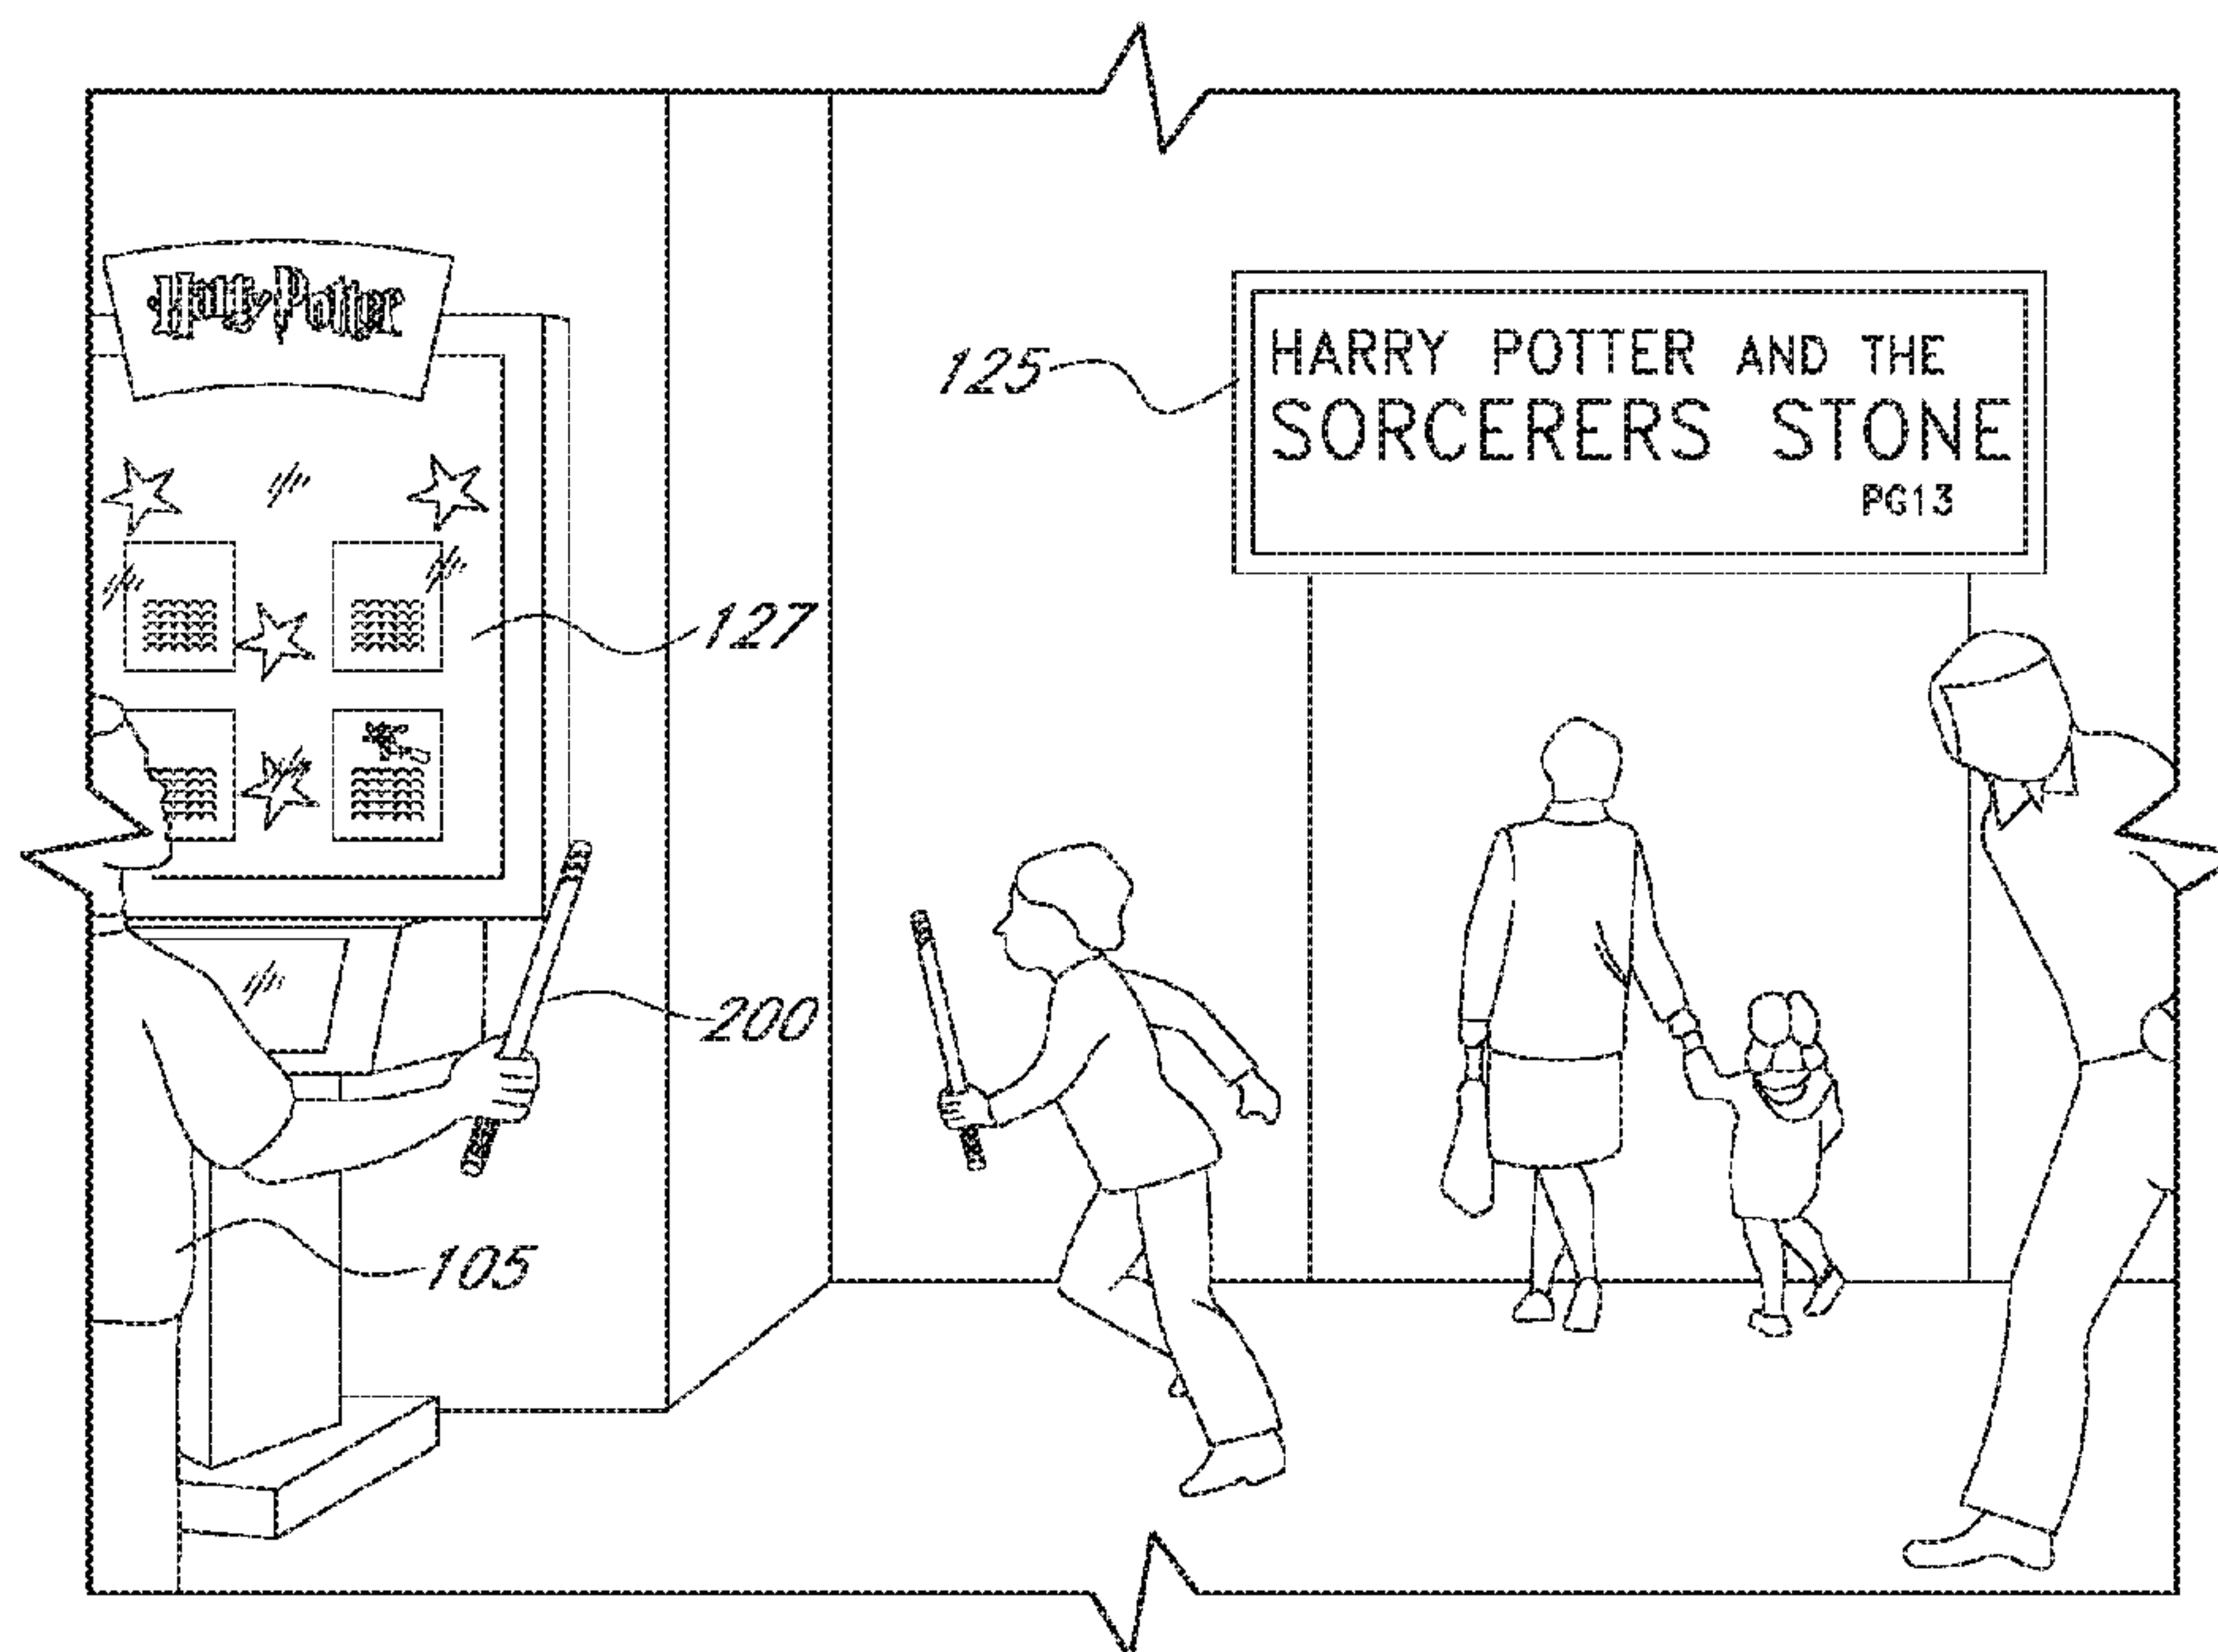 Harry Potter
125
HARRY POTTER AND THE
SORCERERS STONE
PG13
127
200
105